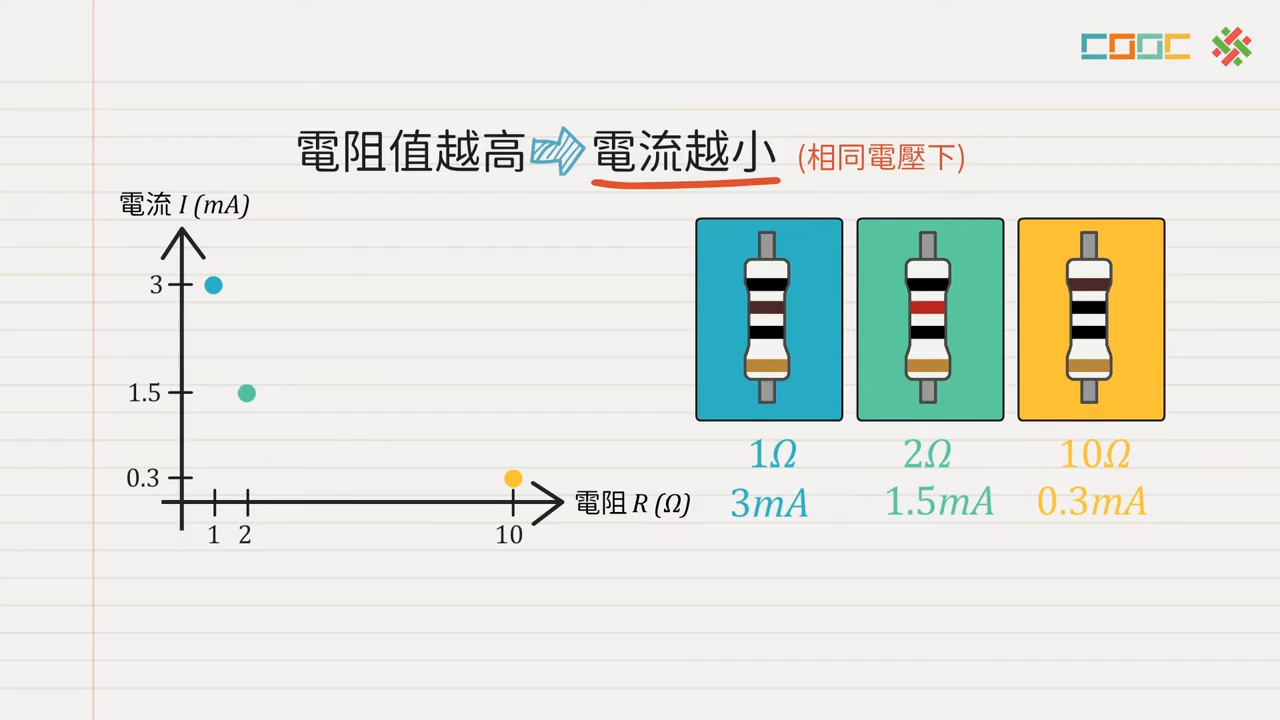 COOC
電阻值越高 電流越小 (相同電壓下)
電流 I (mA)
3
1.5
0.3
1 2 10
電阻 R (Ω)
1Ω 2Ω 10Ω
3mA 1.5mA 0.3mA